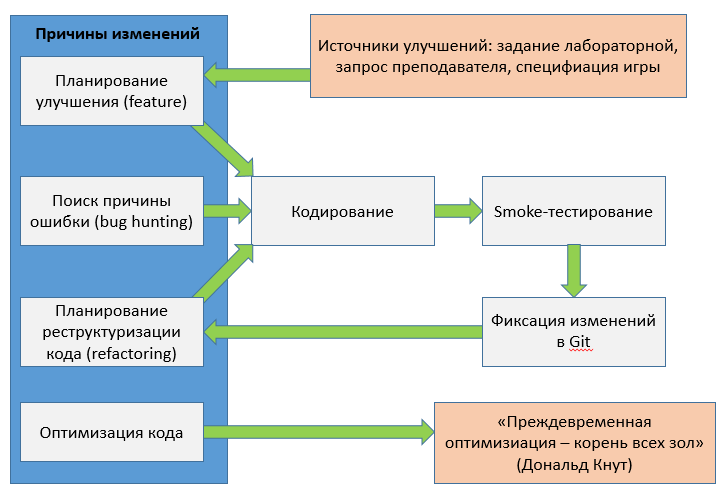 Причины изменений
Планирование
улучшения (feature)
Источники улучшений: задание лабораторной,
запрос преподавателя, специфиация игры
Поиск причины
ошибки (bug hunting)
Кодирование
Smoke-тестирование
Планирование
реструктуризации
кода (refactoring)
Фиксация изменений
в Git
Оптимизация кода
«Преждевременная
оптимизиация – корень всех зол»
(Дональд Кнут)